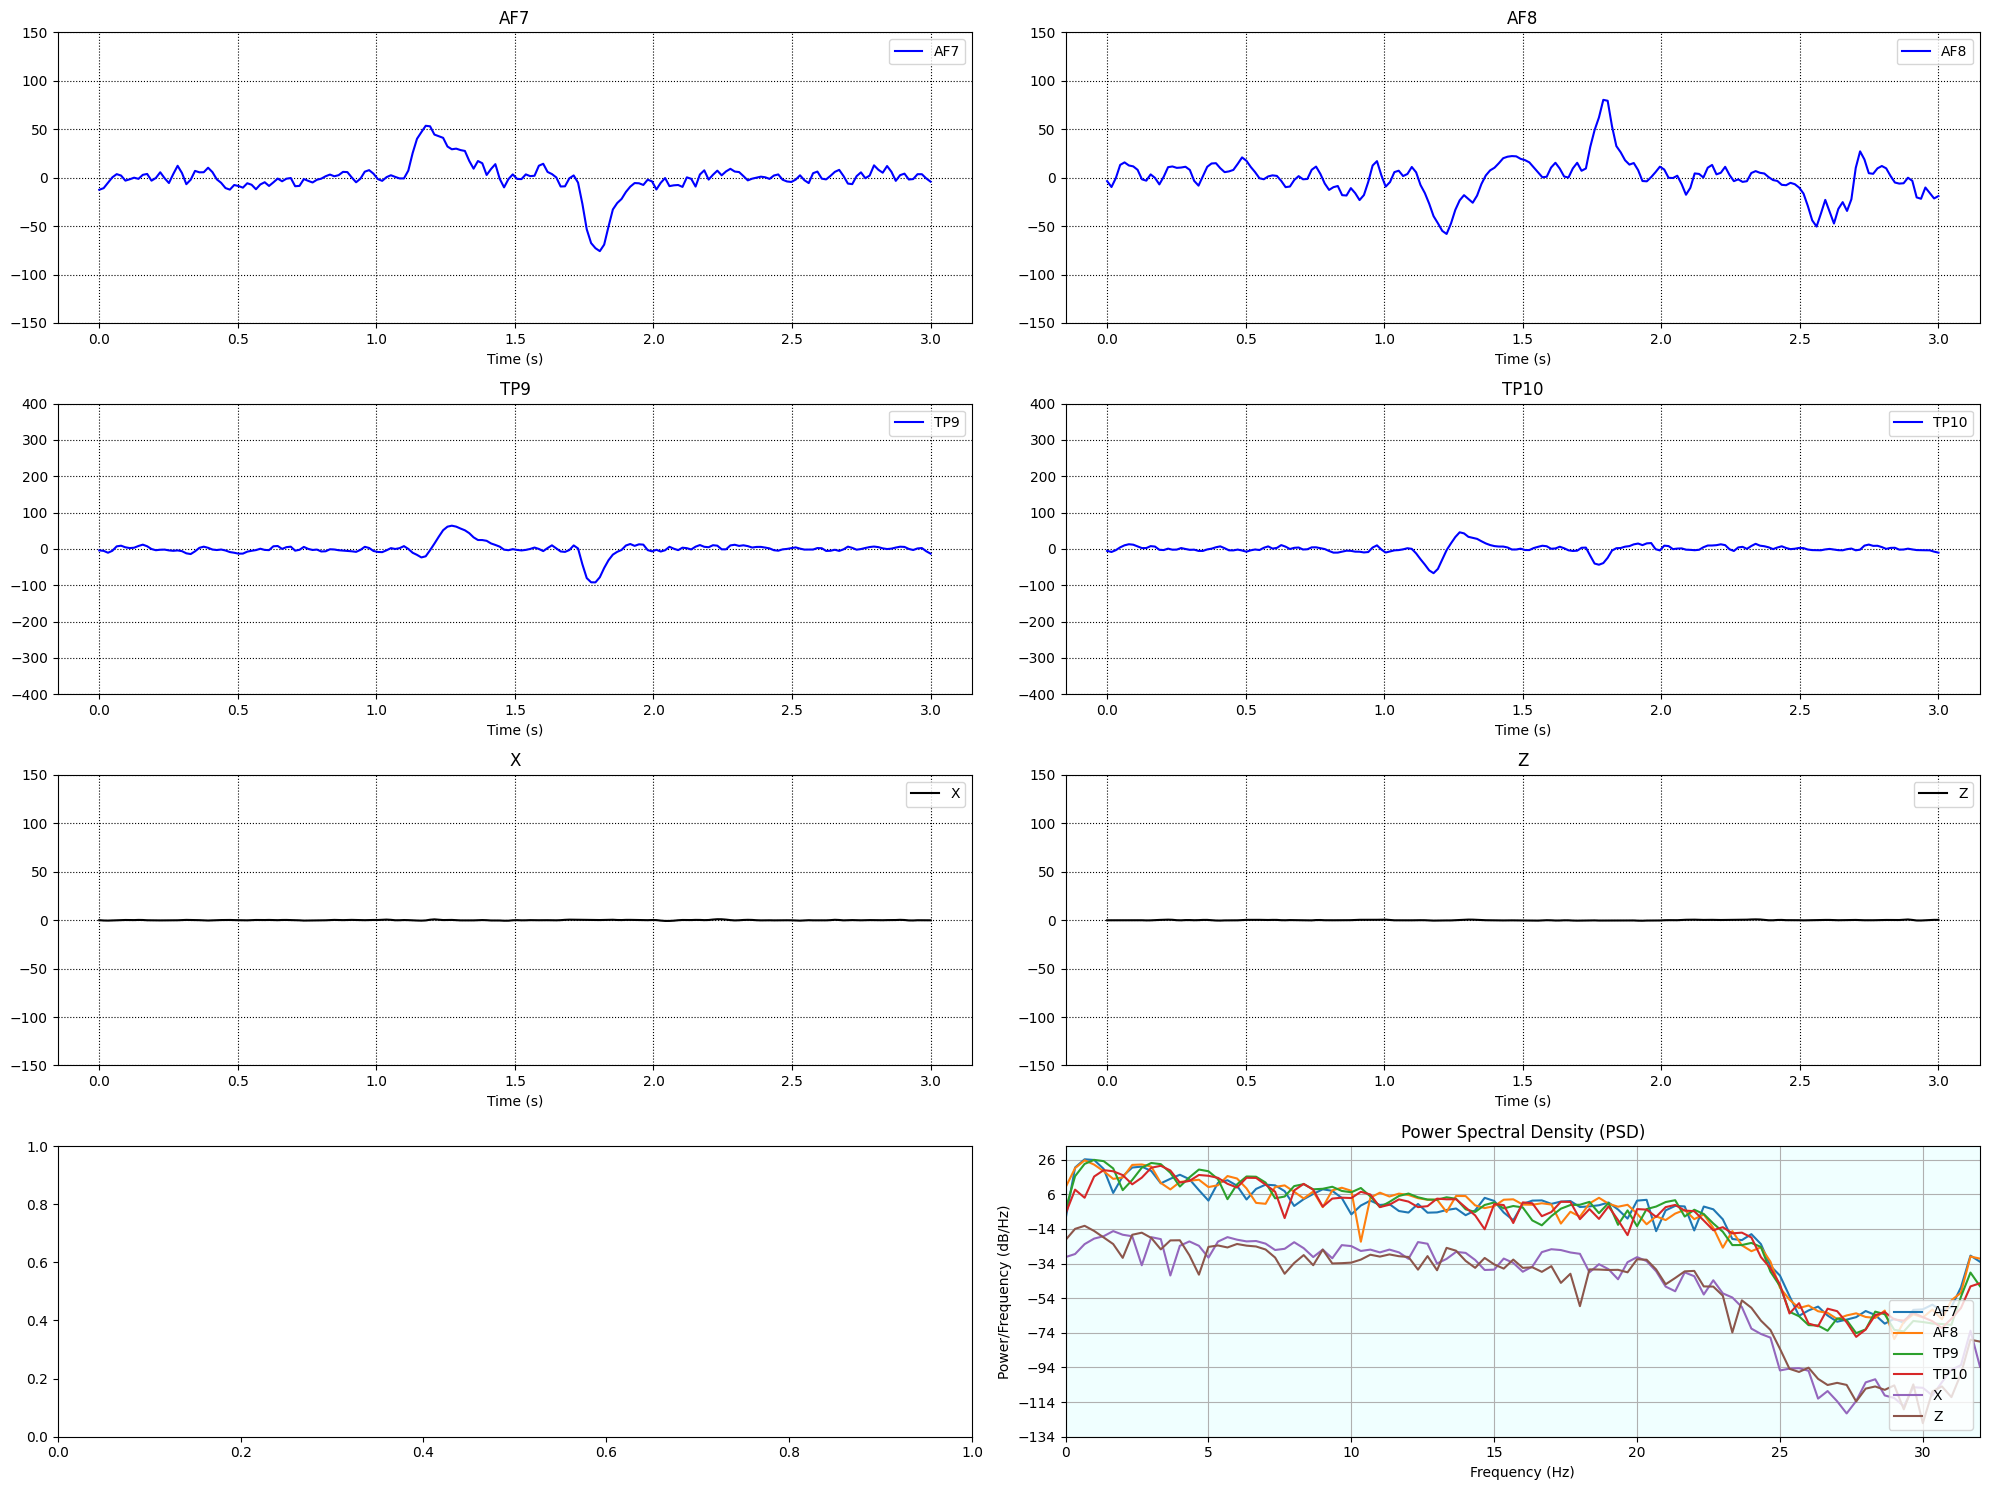 AF7
150
100
50
0
−50
−100
−150
AF7
0.0 0.5 1.0 1.5 2.0 2.5 3.0
Time (s)
AF8
150
100
50
0
−50
−100
−150
AF8
0.0 0.5 1.0 1.5 2.0 2.5 3.0
Time (s)
TP9
400
300
200
100
0
−100
−200
−300
−400
TP9
0.0 0.5 1.0 1.5 2.0 2.5 3.0
Time (s)
TP10
400
300
200
100
0
−100
−200
−300
−400
TP10
0.0 0.5 1.0 1.5 2.0 2.5 3.0
Time (s)
X
150
100
50
0
−50
−100
−150
X
0.0 0.5 1.0 1.5 2.0 2.5 3.0
Time (s)
Z
150
100
50
0
−50
−100
−150
Z
0.0 0.5 1.0 1.5 2.0 2.5 3.0
Time (s)
1.0
0.8
0.6
0.4
0.2
0.0
0.0 0.2 0.4 0.6 0.8 1.0
Power Spectral Density (PSD)
Power/Frequency (dB/Hz)
26
6
−14
−34
−54
−74
−94
−114
−134
AF7
AF8
TP9
TP10
X
Z
0 5 10 15 20 25 30
Frequency (Hz)